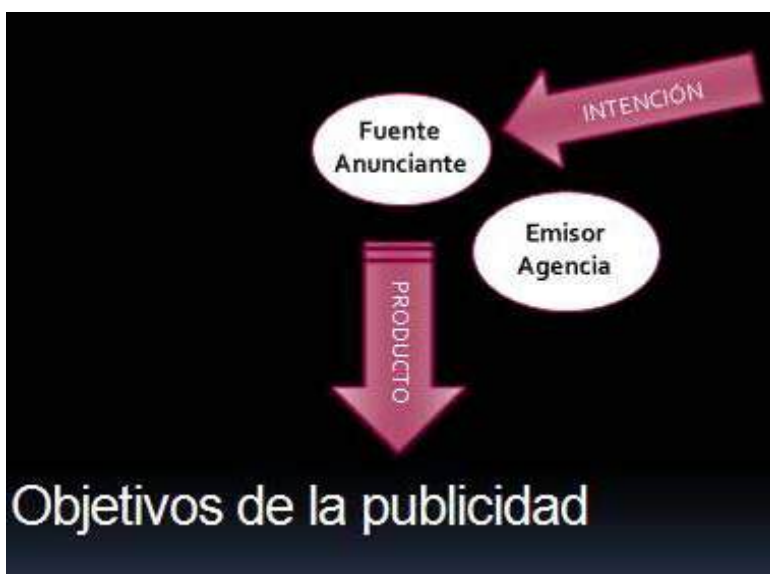 INTENCIÓN
Fuente
Anunciante
Emisor
Agencia
PRODUCTO
Objetivos de la publicidad